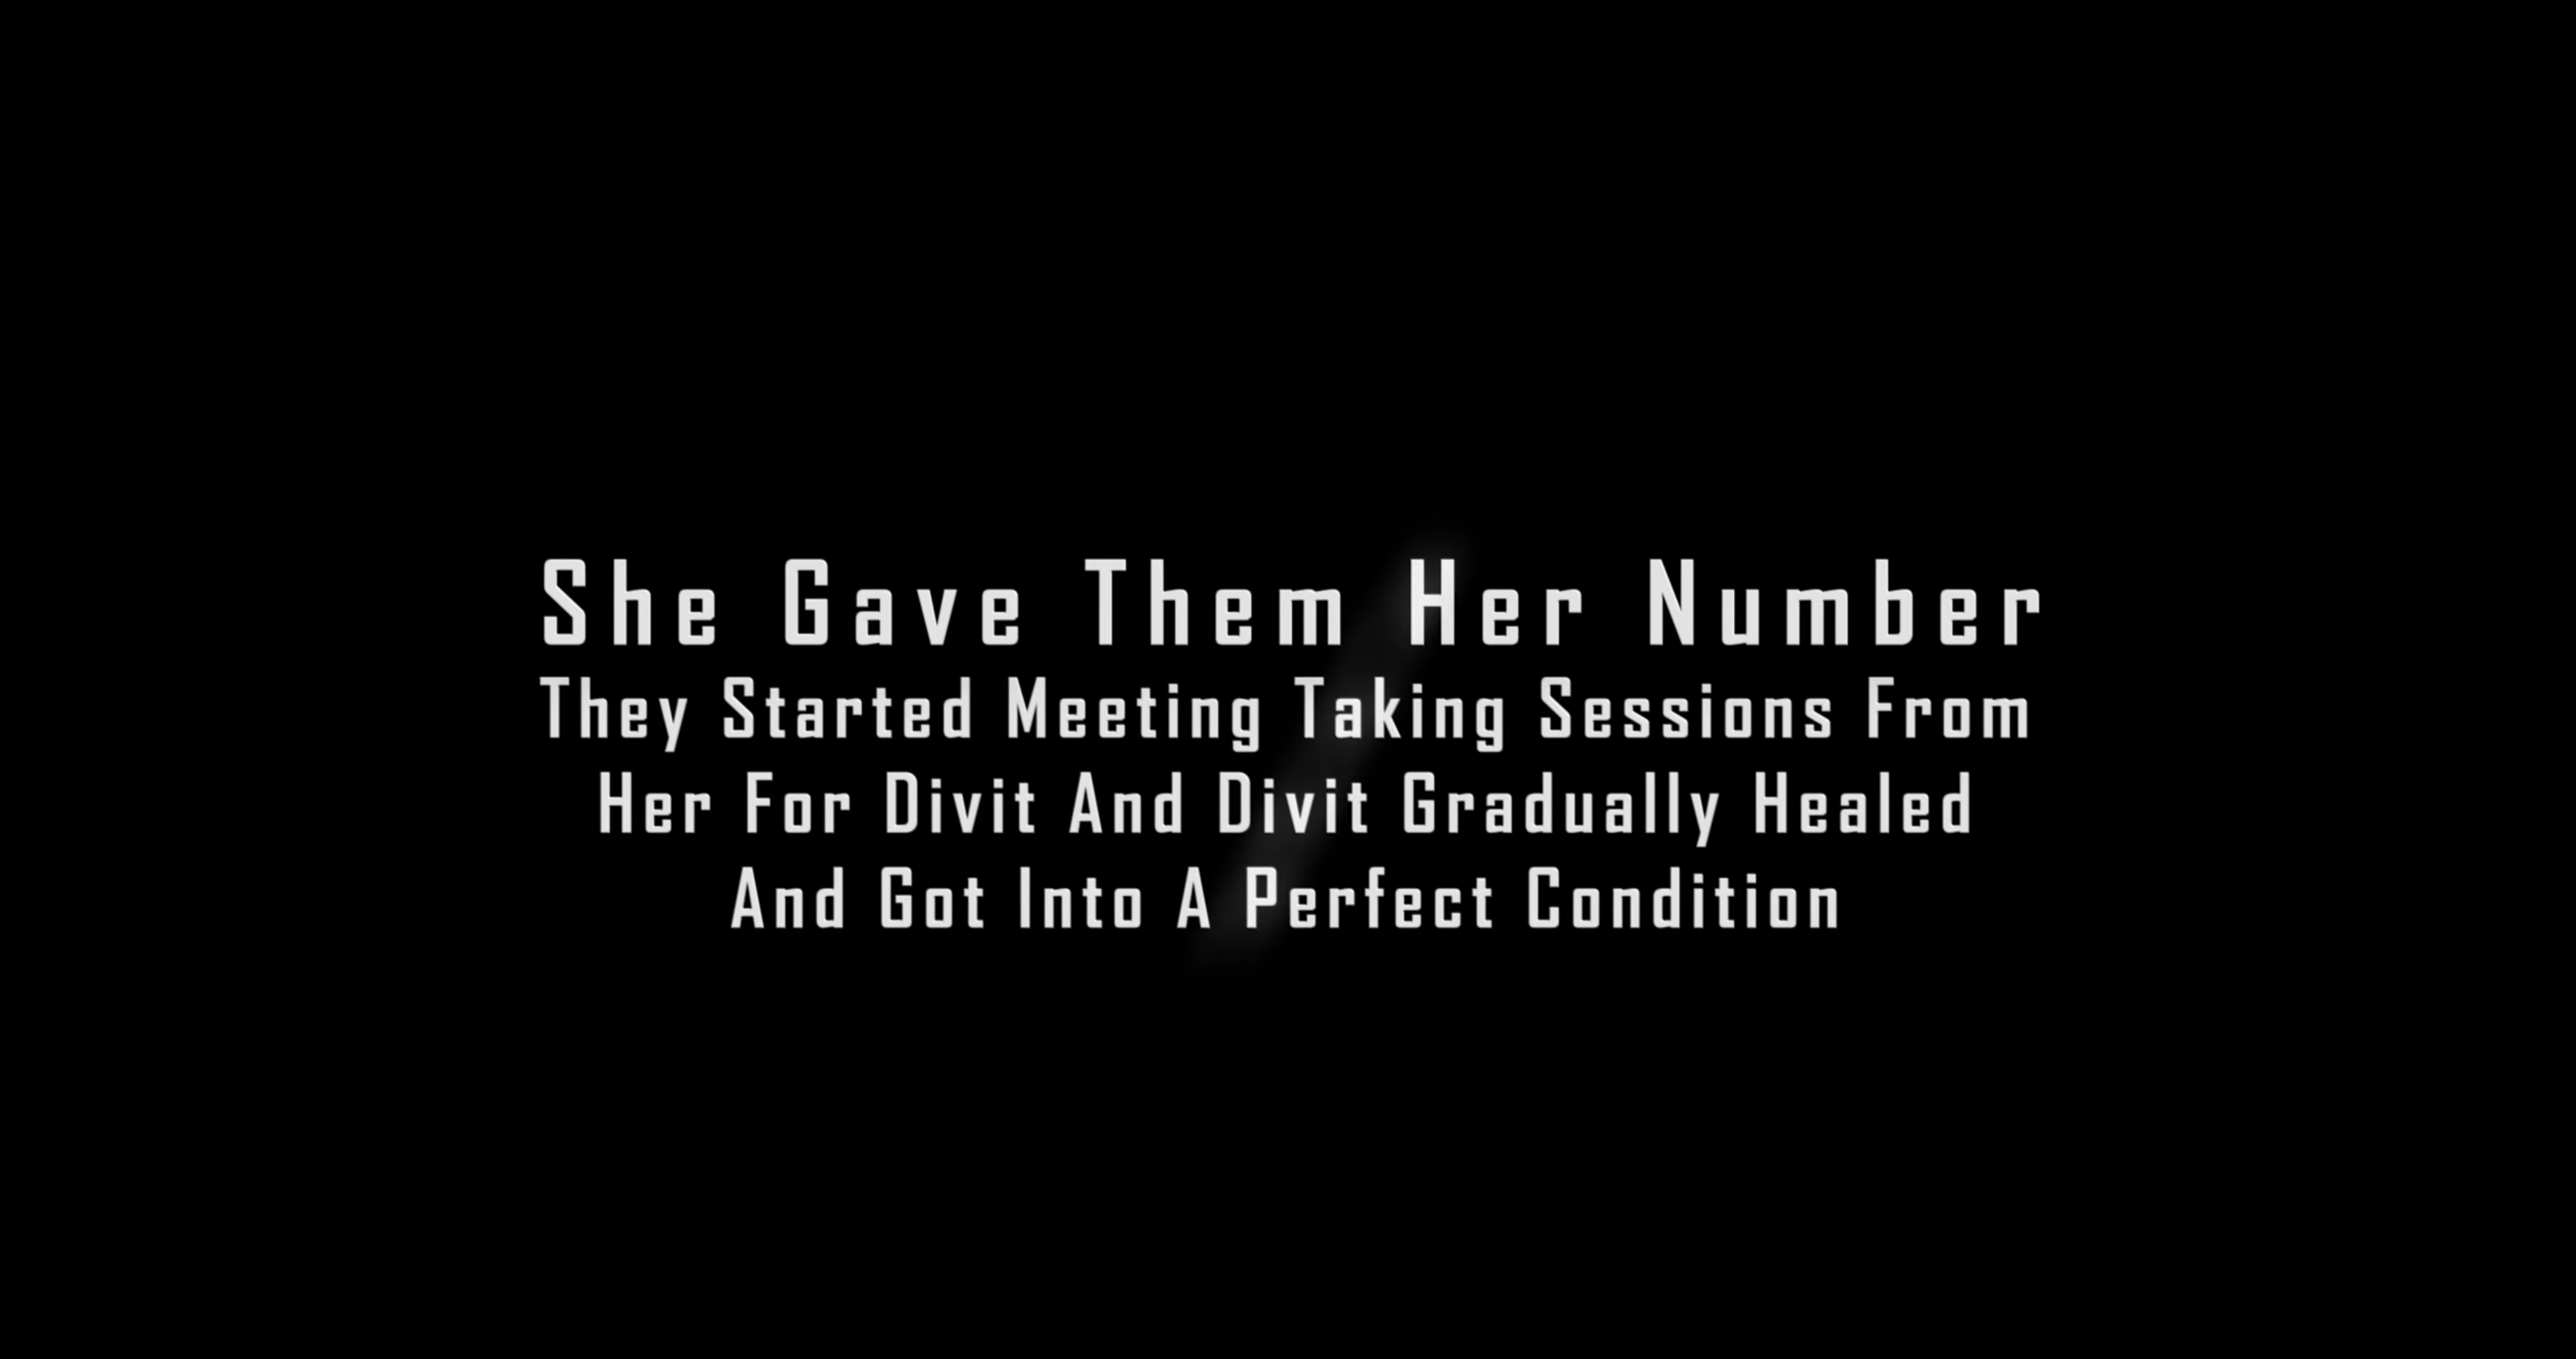 She Gave Them Her Number
They Started Meeting Taking Sessions From
Her For Divit And Divit Gradually Healed
And Got Into A Perfect Condition